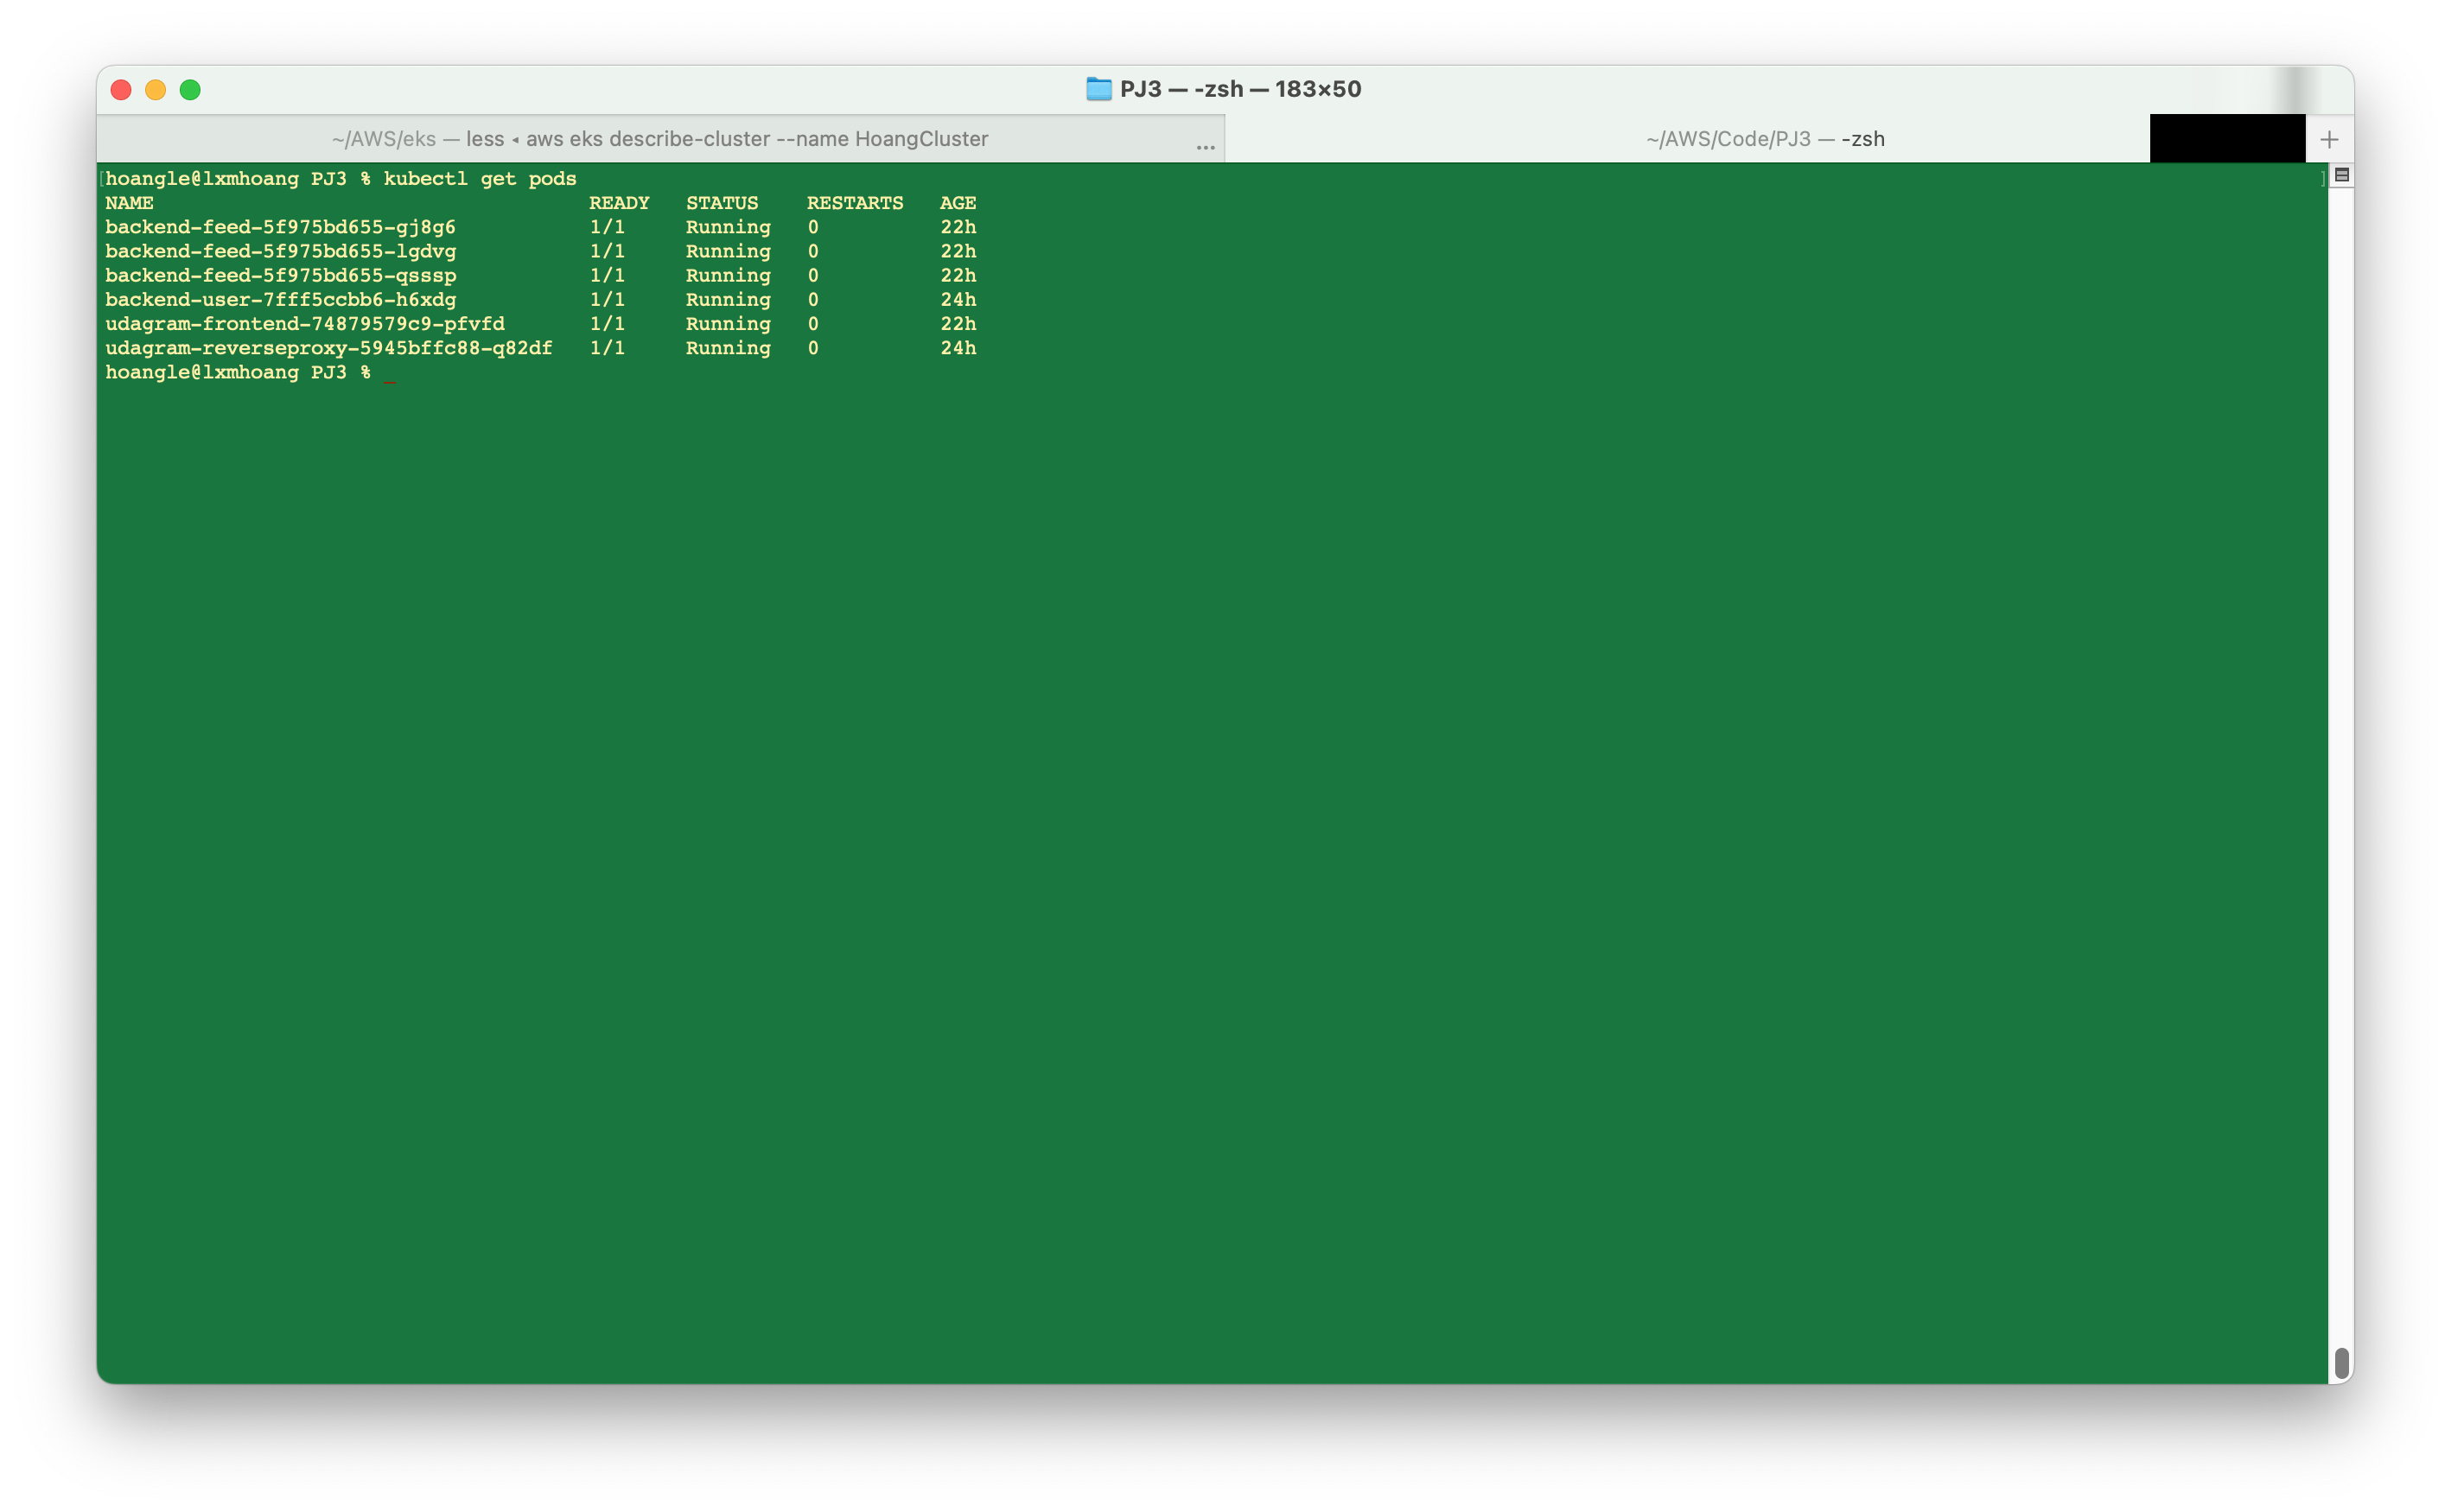 PJ3 — -zsh — 183×50
~/AWS/eks — less ◂ aws eks describe-cluster --name HoangCluster ...
~/AWS/Code/PJ3 — -zsh
[hoangle@lxmhoang PJ3 % kubectl get pods ]
NAME READY STATUS RESTARTS AGE
backend-feed-5f975bd655-gj8g6 1/1 Running 0 22h
backend-feed-5f975bd655-lgdvg 1/1 Running 0 22h
backend-feed-5f975bd655-qsssp 1/1 Running 0 22h
backend-user-7fff5ccbb6-h6xdg 1/1 Running 0 24h
udagram-frontend-74879579c9-pfvfd 1/1 Running 0 22h
udagram-reverseproxy-5945bffc88-q82df 1/1 Running 0 24h
hoangle@lxmhoang PJ3 % _